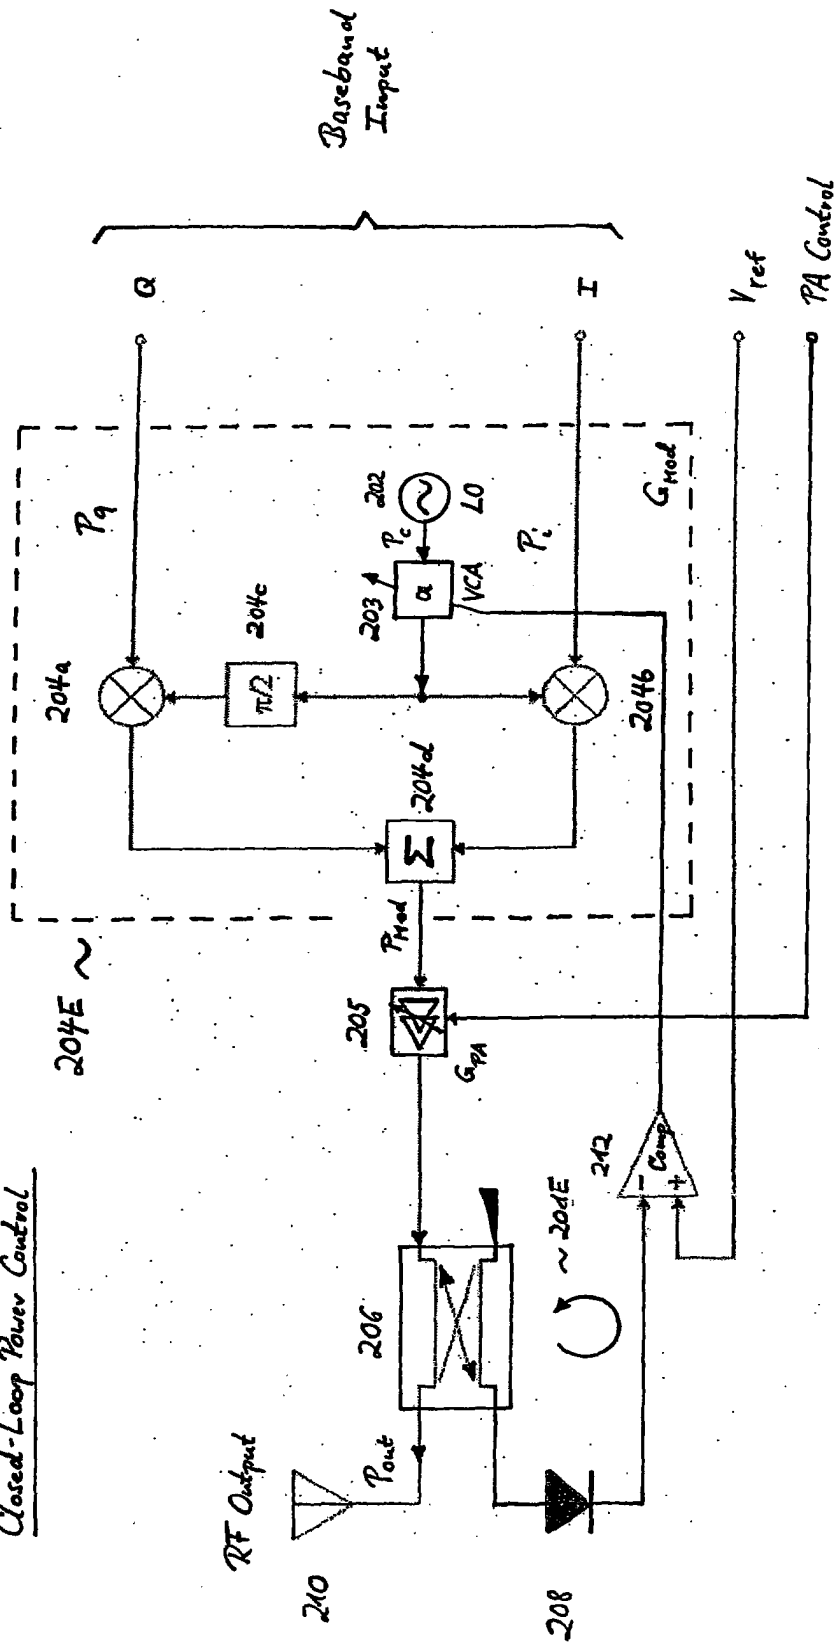 Closed-Loop Power Control
204E ~
204a
Pq
Q
Baseband
Input
π/2
204c
203
α
VCA
Pc
202
LO
204d
Σ
PMod
204b
Pi
I
GMod
205
GPA
206
Pout
RF Output
210
208
~ 201E
212
Comp
-
+
Vref
PA Control